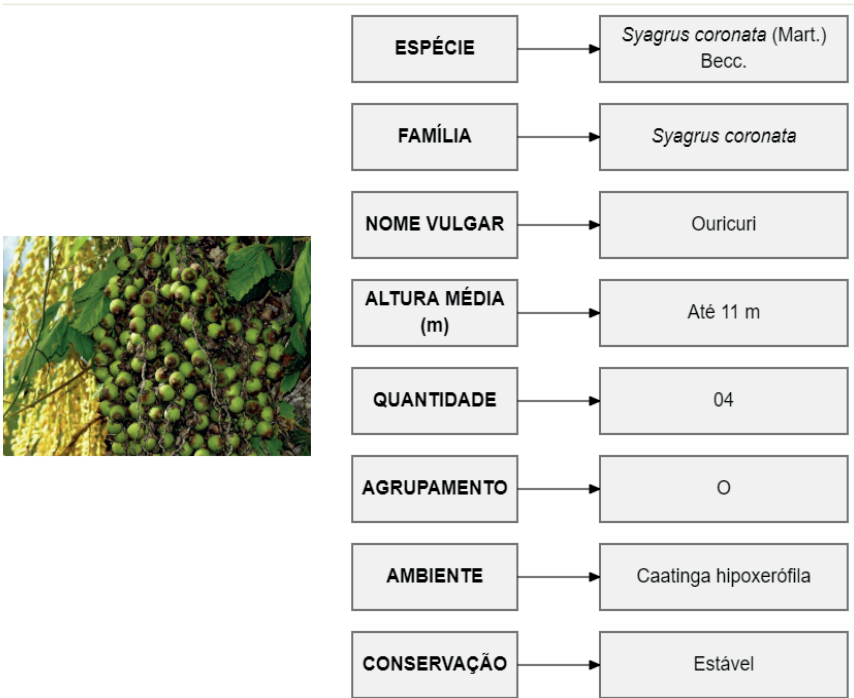 ESPÉCIE
Syagrus coronata (Mart.)
Becc.
FAMÍLIA
Syagrus coronata
NOME VULGAR
Ouricuri
ALTURA MÉDIA
(m)
Até 11 m
QUANTIDADE
04
AGRUPAMENTO
O
AMBIENTE
Caatinga hipoxerófila
CONSERVAÇÃO
Estável